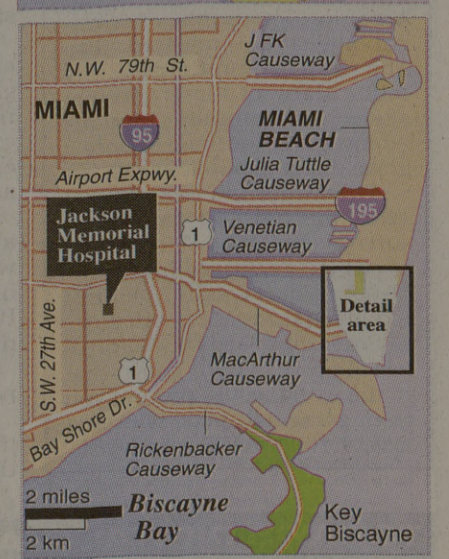 J FK
Causeway
N.W. 79th St.
MIAMI
MIAMI
BEACH
95
Julia Tuttle
Causeway
Airport Expwy.
195
Jackson
Memorial
Hospital
1
Venetian
Causeway
Detail
area
S.W. 27th Ave.
MacArthur
Causeway
1
Bay Shore Dr.
Rickenbacker
Causeway
2 miles
2 km
Biscayne
Bay
Key
Biscayne